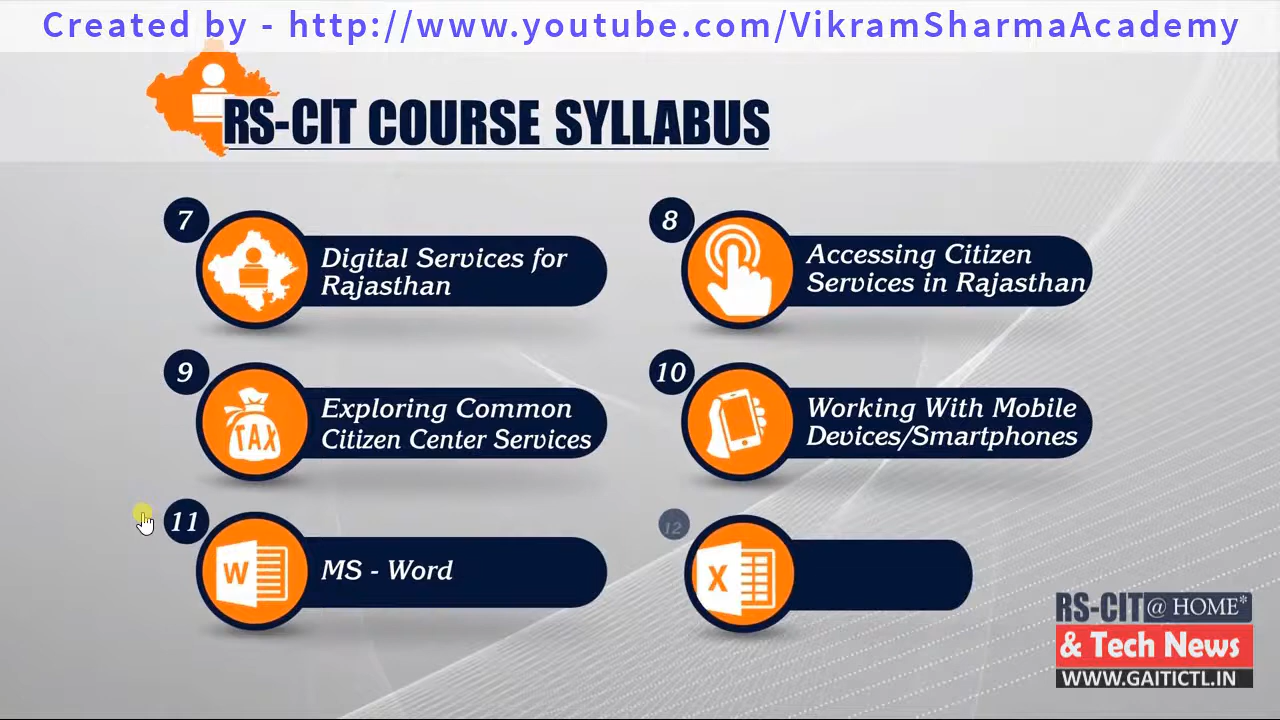 Created by - http://www.youtube.com/VikramSharmaAcademy
RS-CIT COURSE SYLLABUS
7
Digital Services for
Rajasthan
8
Accessing Citizen
Services in Rajasthan
9
TAX
Exploring Common
Citizen Center Services
10
Working With Mobile
Devices/Smartphones
11
W
MS - Word
12
X
RS-CIT @ HOME*
& Tech News
WWW.GAITICTL.IN